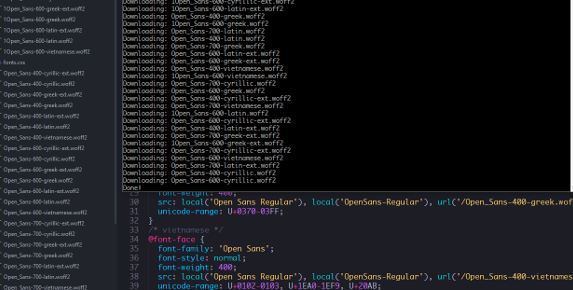 1Open_Sans-600-greek-ext.woff2
1Open_Sans-600-greek.woff2
1Open_Sans-600-latin-ext.woff2
1Open_Sans-600-latin.woff2
1Open_Sans-600-vietnamese.woff2
fonts.css
Open_Sans-400-cyrillic-ext.woff2
Open_Sans-400-cyrillic.woff2
Open_Sans-400-greek-ext.woff2
Open_Sans-400-greek.woff2
Open_Sans-400-latin-ext.woff2
Open_Sans-400-latin.woff2
Open_Sans-400-vietnamese.woff2
Open_Sans-600-cyrillic-ext.woff2
Open_Sans-600-cyrillic.woff2
Open_Sans-600-greek-ext.woff2
Open_Sans-600-greek.woff2
Open_Sans-600-latin-ext.woff2
Open_Sans-600-latin.woff2
Open_Sans-600-vietnamese.woff2
Open_Sans-700-cyrillic-ext.woff2
Open_Sans-700-cyrillic.woff2
Open_Sans-700-greek-ext.woff2
Open_Sans-700-greek.woff2
Open_Sans-700-latin-ext.woff2
Open_Sans-700-latin.woff2
Open_Sans-700-vietnamese.woff2
Downloading: 1Open_Sans-600-cyrillic-ext.woff2
Downloading: 1Open_Sans-600-latin-ext.woff2
Downloading: Open_Sans-400-greek.woff2
Downloading: 1Open_Sans-600-greek.woff2
Downloading: Open_Sans-700-latin.woff2
Downloading: Open_Sans-400-latin.woff2
Downloading: Open_Sans-700-greek.woff2
Downloading: Open_Sans-600-greek-ext.woff2
Downloading: Open_Sans-400-vietnamese.woff2
Downloading: 1Open_Sans-600-vietnamese.woff2
Downloading: Open_Sans-700-cyrillic.woff2
Downloading: Open_Sans-600-greek.woff2
Downloading: Open_Sans-400-cyrillic-ext.woff2
Downloading: Open_Sans-700-vietnamese.woff2
Downloading: 1Open_Sans-600-latin.woff2
Downloading: Open_Sans-600-cyrillic-ext.woff2
Downloading: Open_Sans-400-latin-ext.woff2
Downloading: Open_Sans-700-greek-ext.woff2
Downloading: 1Open_Sans-600-greek-ext.woff2
Downloading: Open_Sans-700-cyrillic-ext.woff2
Downloading: Open_Sans-600-vietnamese.woff2
Downloading: Open_Sans-700-latin-ext.woff2
Downloading: Open_Sans-400-cyrillic.woff2
Downloading: Open_Sans-600-cyrillic.woff2
Done!
29 font-weight: 400;
30 src: local('Open Sans Regular'), local('OpenSans-Regular'), url('/Open_Sans-400-greek.wof
31 unicode-range: U+0370-03FF;
32 }
33 /* vietnamese */
34 @font-face {
35 font-family: 'Open Sans';
36 font-style: normal;
37 font-weight: 400;
38 src: local('Open Sans Regular'), local('OpenSans-Regular'), url('/Open_Sans-400-vietnames
39 unicode-range: U+0102-0103, U+1EA0-1EF9, U+20AB;